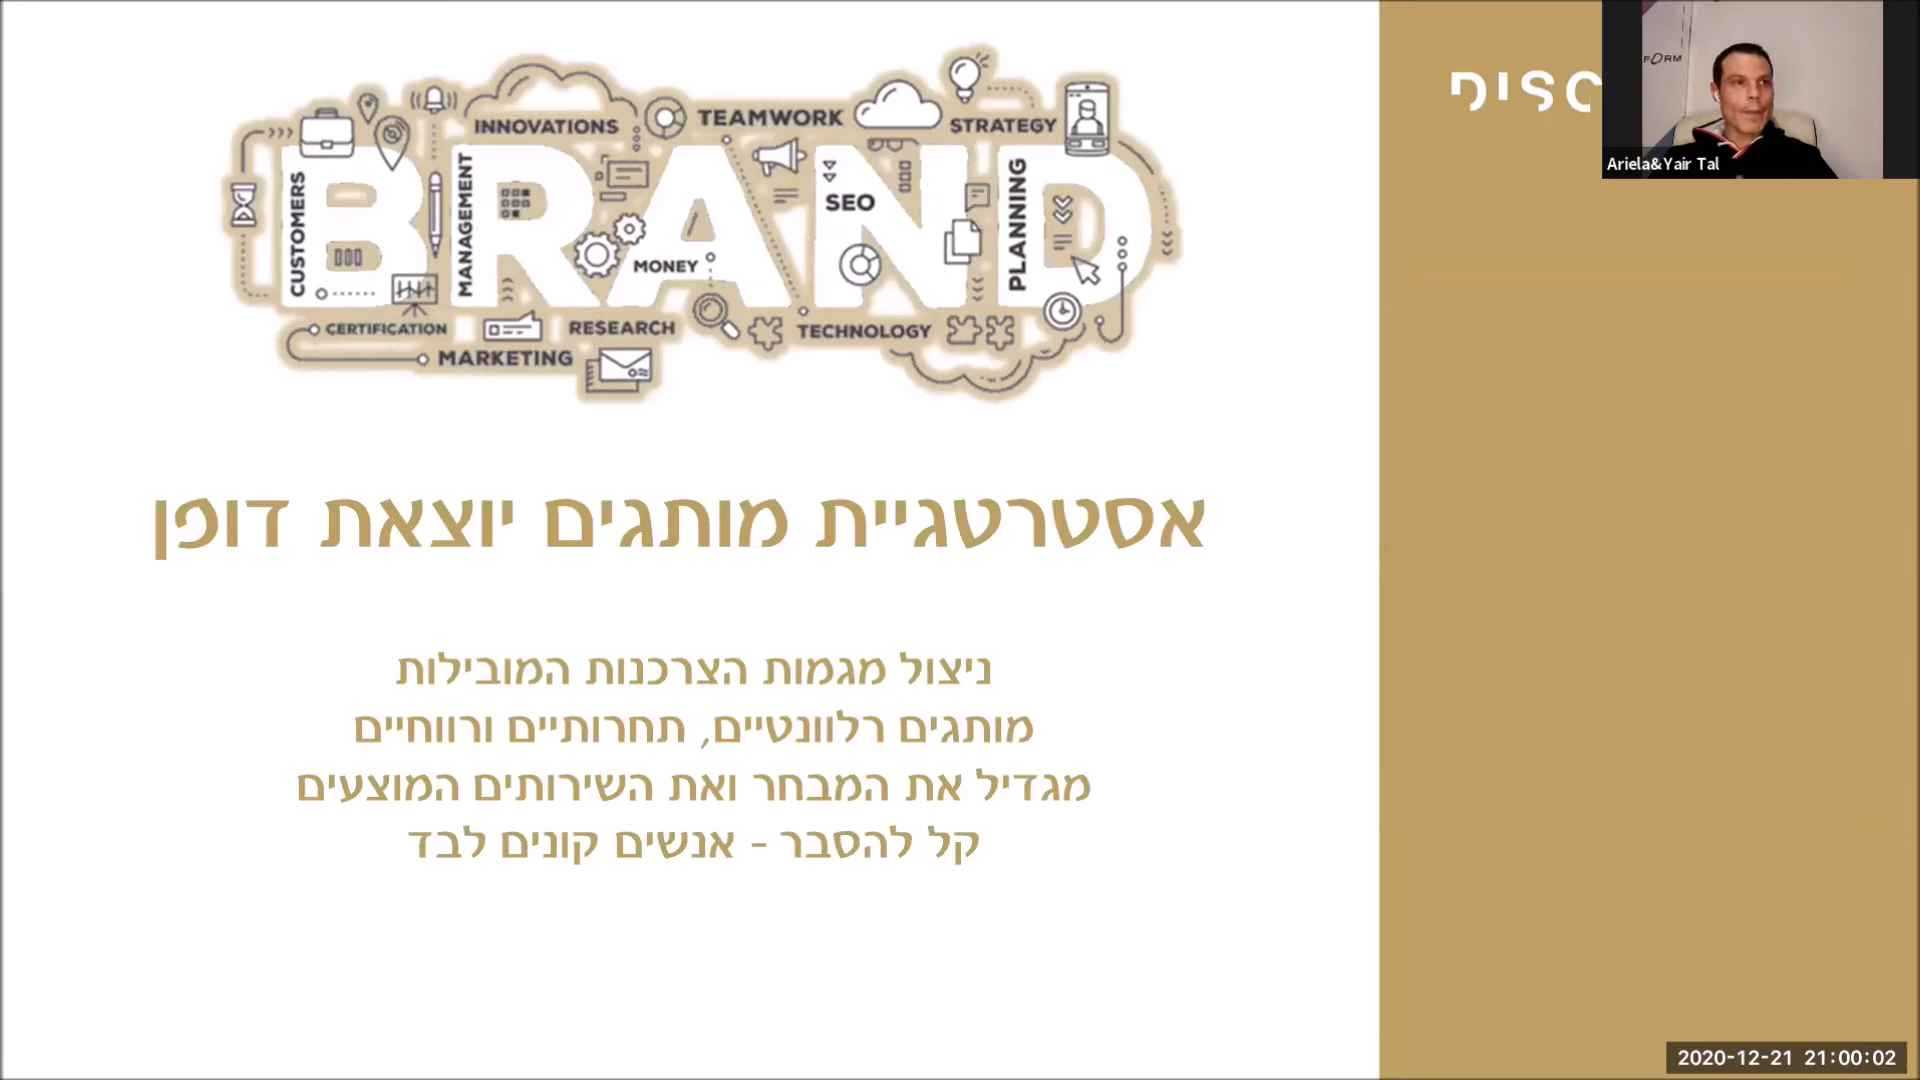 INNOVATIONS
TEAMWORK
STRATEGY
CUSTOMERS
MANAGEMENT
BRAND
SEO
PLANNING
MONEY
CERTIFICATION
RESEARCH
TECHNOLOGY
MARKETING
אסטרטגיית מותגים יוצאת דופן
ניצול מגמות הצרכנות המובילות
מותגים רלוונטיים, תחרותיים ורווחיים
מגדיל את המבחר ואת השירותים המוצעים
קל להסבר - אנשים קונים לבד
DISC
FORM
Ariela&Yair Tal
2020-12-21 21:00:02